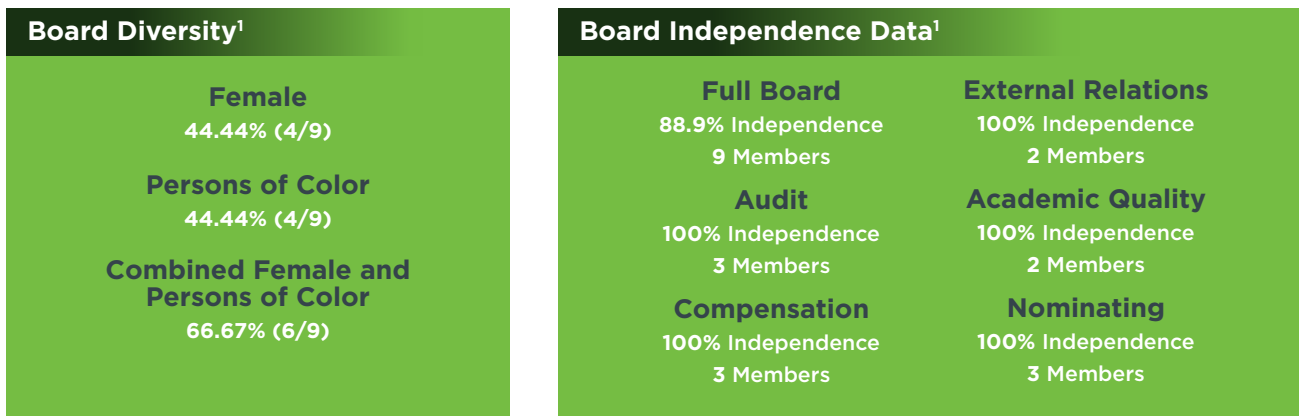 Board Diversity¹
Female
44.44% (4/9)
Persons of Color
44.44% (4/9)
Combined Female and
Persons of Color
66.67% (6/9)
Board Independence Data¹
Full Board
88.9% Independence
9 Members
External Relations
100% Independence
2 Members
Audit
100% Independence
3 Members
Academic Quality
100% Independence
2 Members
Compensation
100% Independence
3 Members
Nominating
100% Independence
3 Members